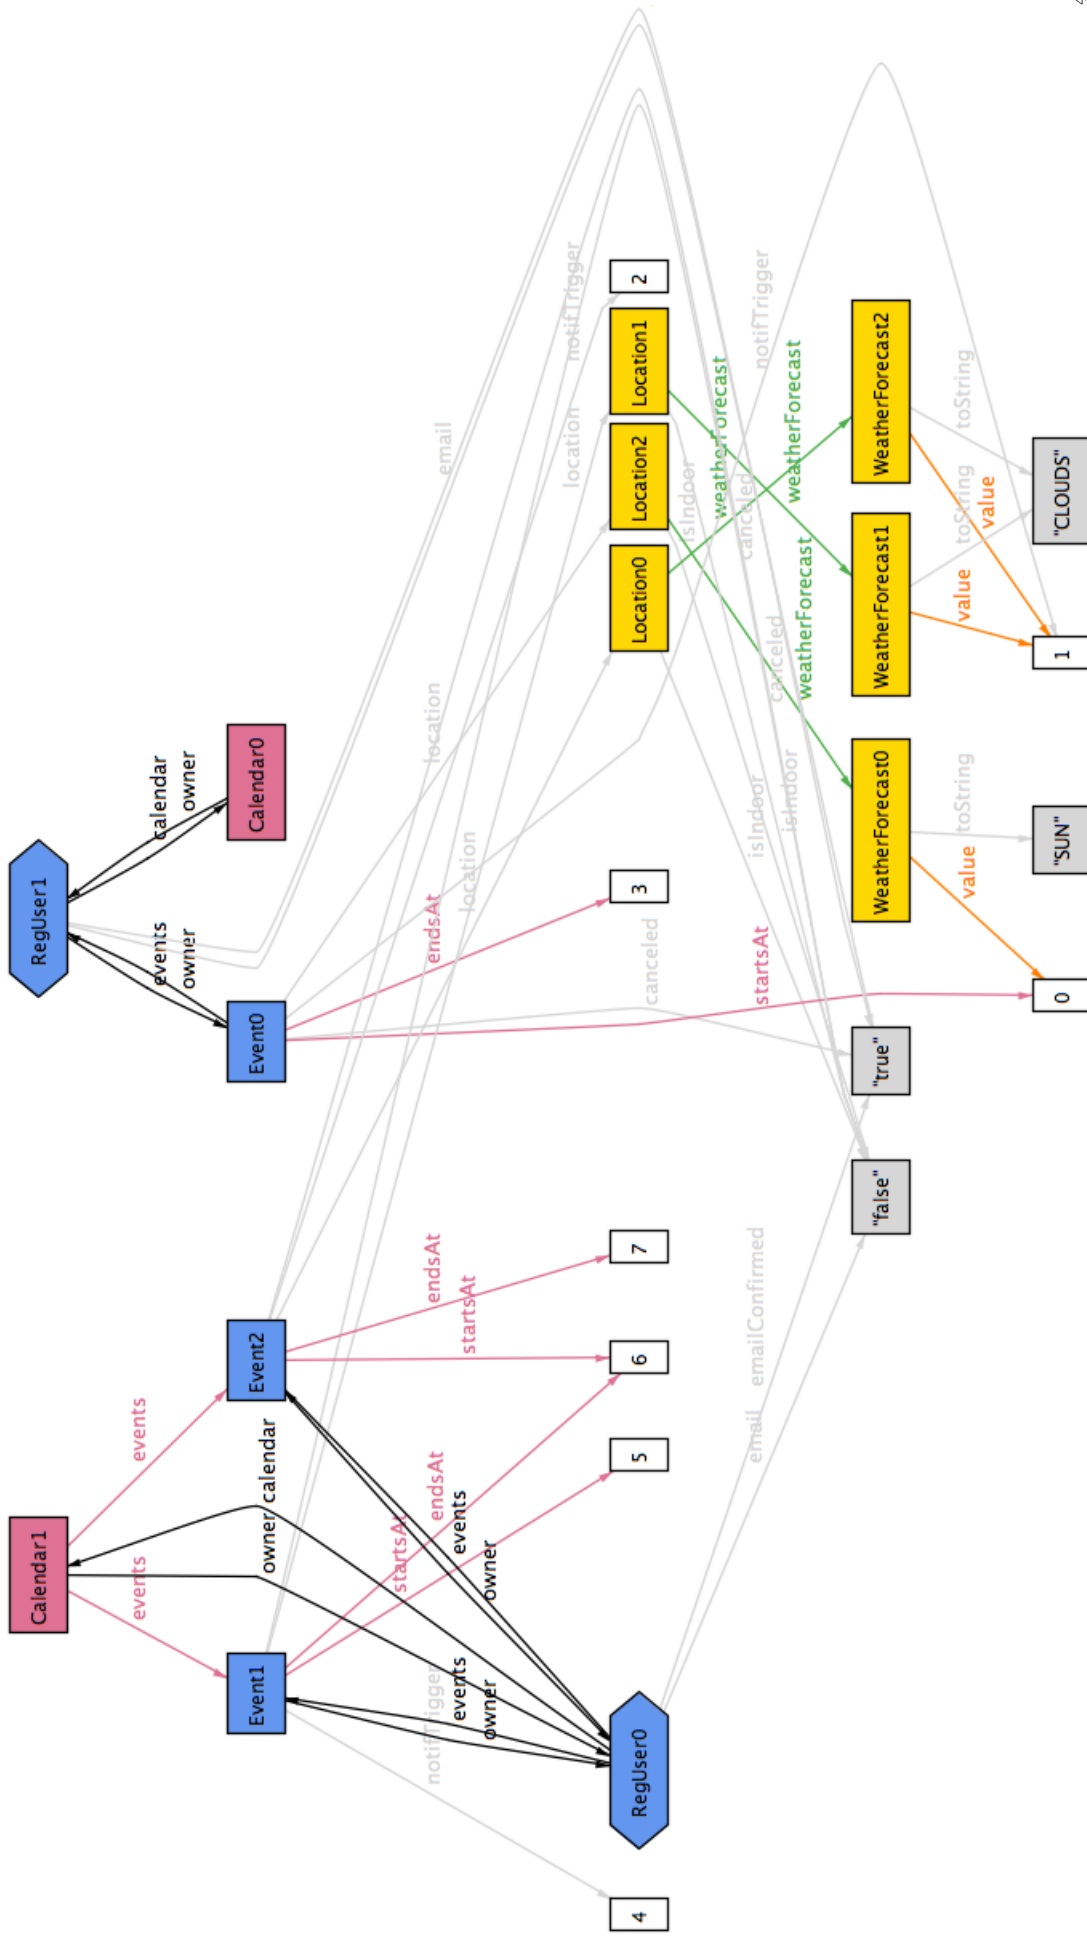 Calendar1
RegUser1
events
events
calendar
owner
events
owner
Event1
Event2
Event0
Calendar0
calendar
owner
startsAt
endsAt
events
owner
notifTrigger
events
owner
endsAt
startsAt
location
location
endsAt
email
location
notifTrigger
4
RegUser0
5
6
7
3
Location0
Location2
Location1
2
canceled
isIndoor
weatherForecast
canceled
email
emailConfirmed
isIndoor
isIndoor
startsAt
canceled
weatherForecast
weatherForecast
notifTrigger
"false"
"true"
WeatherForecast0
WeatherForecast1
WeatherForecast2
value
toString
value
toString
value
toString
0
"SUN"
1
"CLOUDS"